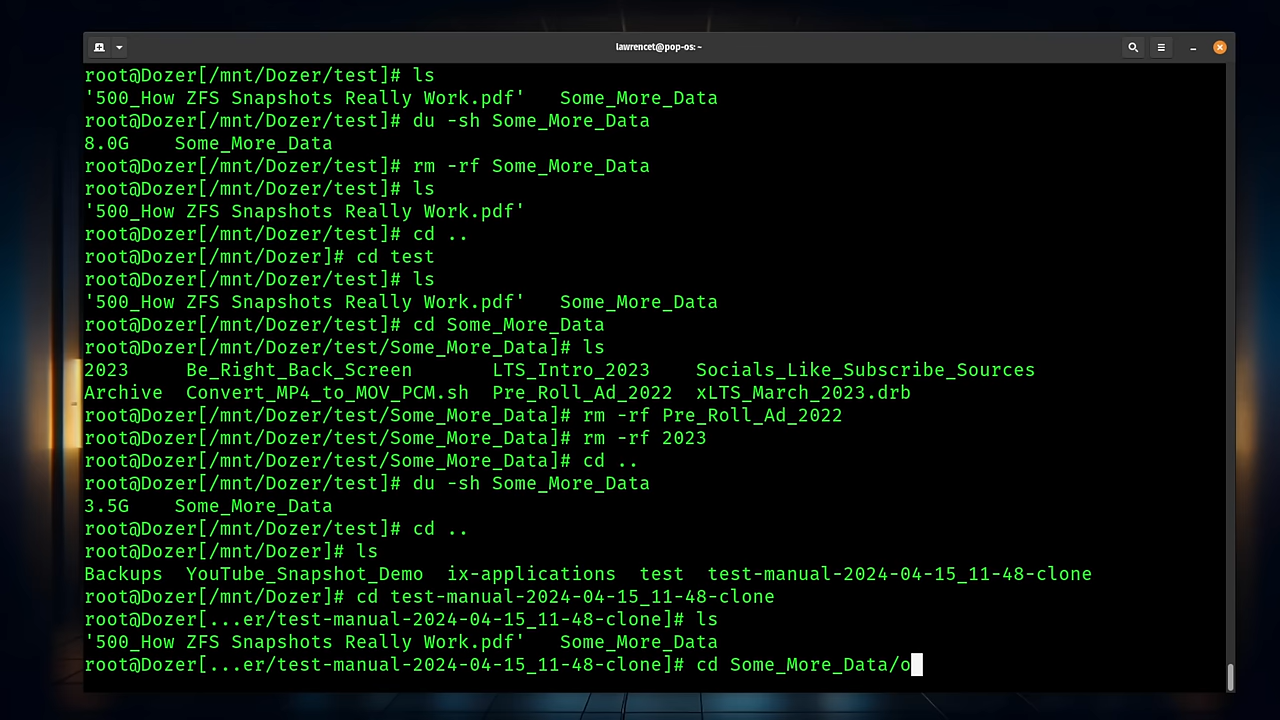 lawrencet@pop-os: ~
root@Dozer[/mnt/Dozer/test]# ls
'500_How ZFS Snapshots Really Work.pdf'   Some_More_Data
root@Dozer[/mnt/Dozer/test]# du -sh Some_More_Data
8.0G    Some_More_Data
root@Dozer[/mnt/Dozer/test]# rm -rf Some_More_Data
root@Dozer[/mnt/Dozer/test]# ls
'500_How ZFS Snapshots Really Work.pdf'
root@Dozer[/mnt/Dozer/test]# cd ..
root@Dozer[/mnt/Dozer]# cd test
root@Dozer[/mnt/Dozer/test]# ls
'500_How ZFS Snapshots Really Work.pdf'   Some_More_Data
root@Dozer[/mnt/Dozer/test]# cd Some_More_Data
root@Dozer[/mnt/Dozer/test/Some_More_Data]# ls
2023     Be_Right_Back_Screen       LTS_Intro_2023    Socials_Like_Subscribe_Sources
Archive  Convert_MP4_to_MOV_PCM.sh  Pre_Roll_Ad_2022  xLTS_March_2023.drb
root@Dozer[/mnt/Dozer/test/Some_More_Data]# rm -rf Pre_Roll_Ad_2022
root@Dozer[/mnt/Dozer/test/Some_More_Data]# rm -rf 2023
root@Dozer[/mnt/Dozer/test/Some_More_Data]# cd ..
root@Dozer[/mnt/Dozer/test]# du -sh Some_More_Data
3.5G    Some_More_Data
root@Dozer[/mnt/Dozer/test]# cd ..
root@Dozer[/mnt/Dozer]# ls
Backups  YouTube_Snapshot_Demo  ix-applications  test  test-manual-2024-04-15_11-48-clone
root@Dozer[/mnt/Dozer]# cd test-manual-2024-04-15_11-48-clone
root@Dozer[...er/test-manual-2024-04-15_11-48-clone]# ls
'500_How ZFS Snapshots Really Work.pdf'   Some_More_Data
root@Dozer[...er/test-manual-2024-04-15_11-48-clone]# cd Some_More_Data/o